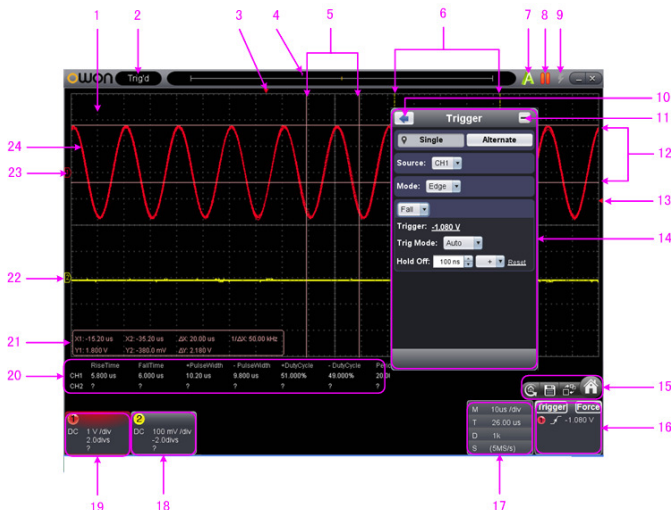 1 2 3 4 5 6 7 8 9
owon Trig'd A
10 Trigger 11
Single Alternate
12
24
Source: CH1
23
Mode: Edge
13
Fall
Trigger: -1.080 V
14
Trig Mode: Auto
22
Hold Off: 100 ns + Reset
21
X1: -15.20 us X2: -35.20 us ΔX: 20.00 us 1/ΔX: 50.00 kHz
Y1: 1.800 V Y2: -380.0 mV ΔY: 2.180 V
20
RiseTime FallTime +PulseWidth - PulseWidth +DutyCycle - DutyCycle
CH1 5.800 us 6.000 us +10.20 us 9.800 us 51.000% 49.000%
CH2 ? ? ? ? ? ? ?
15
1 2
DC 1 V /div DC 100 mV /div
2.0divs -2.0divs
? ?
M 10us /div
T 26.00 us
D 1k
S (5MS/s)
Trigger Force
-1.080 V
16
19 18 17